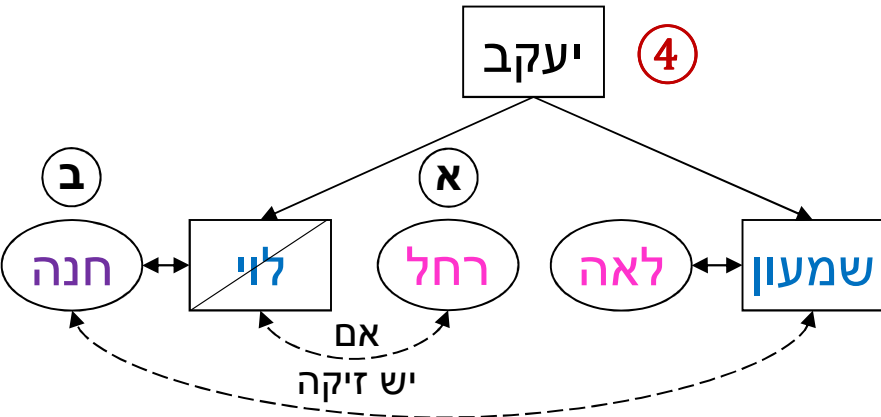 יעקב
4
א
ב
שמעון
לאה
רחל
לוי
חנה
אם
יש זיקה